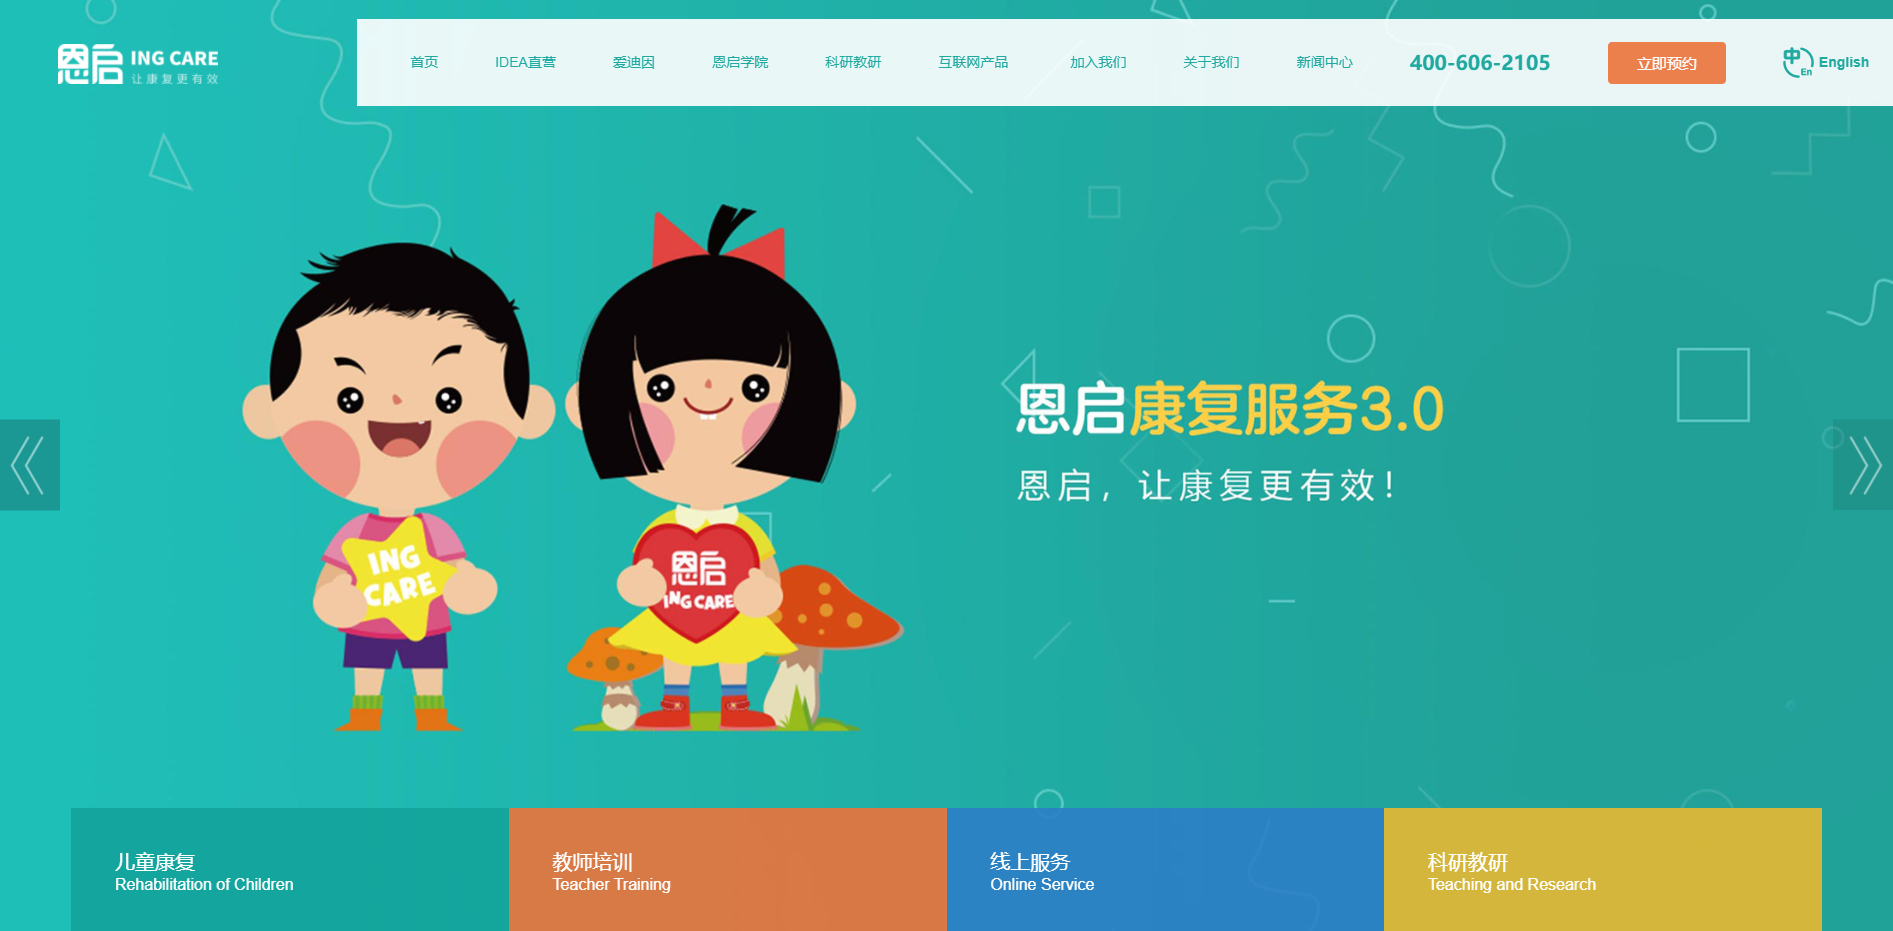 恩启 ING CARE
让康复更有效
首页 IDEA直营 爱迪因 恩启学院 科研教研 互联网产品 加入我们 关于我们 新闻中心 400-606-2105 立即预约 中 En English
恩启康复服务3.0
恩启，让康复更有效！
ING
CARE
恩启
ING CARE
儿童康复
Rehabilitation of Children
教师培训
Teacher Training
线上服务
Online Service
科研教研
Teaching and Research